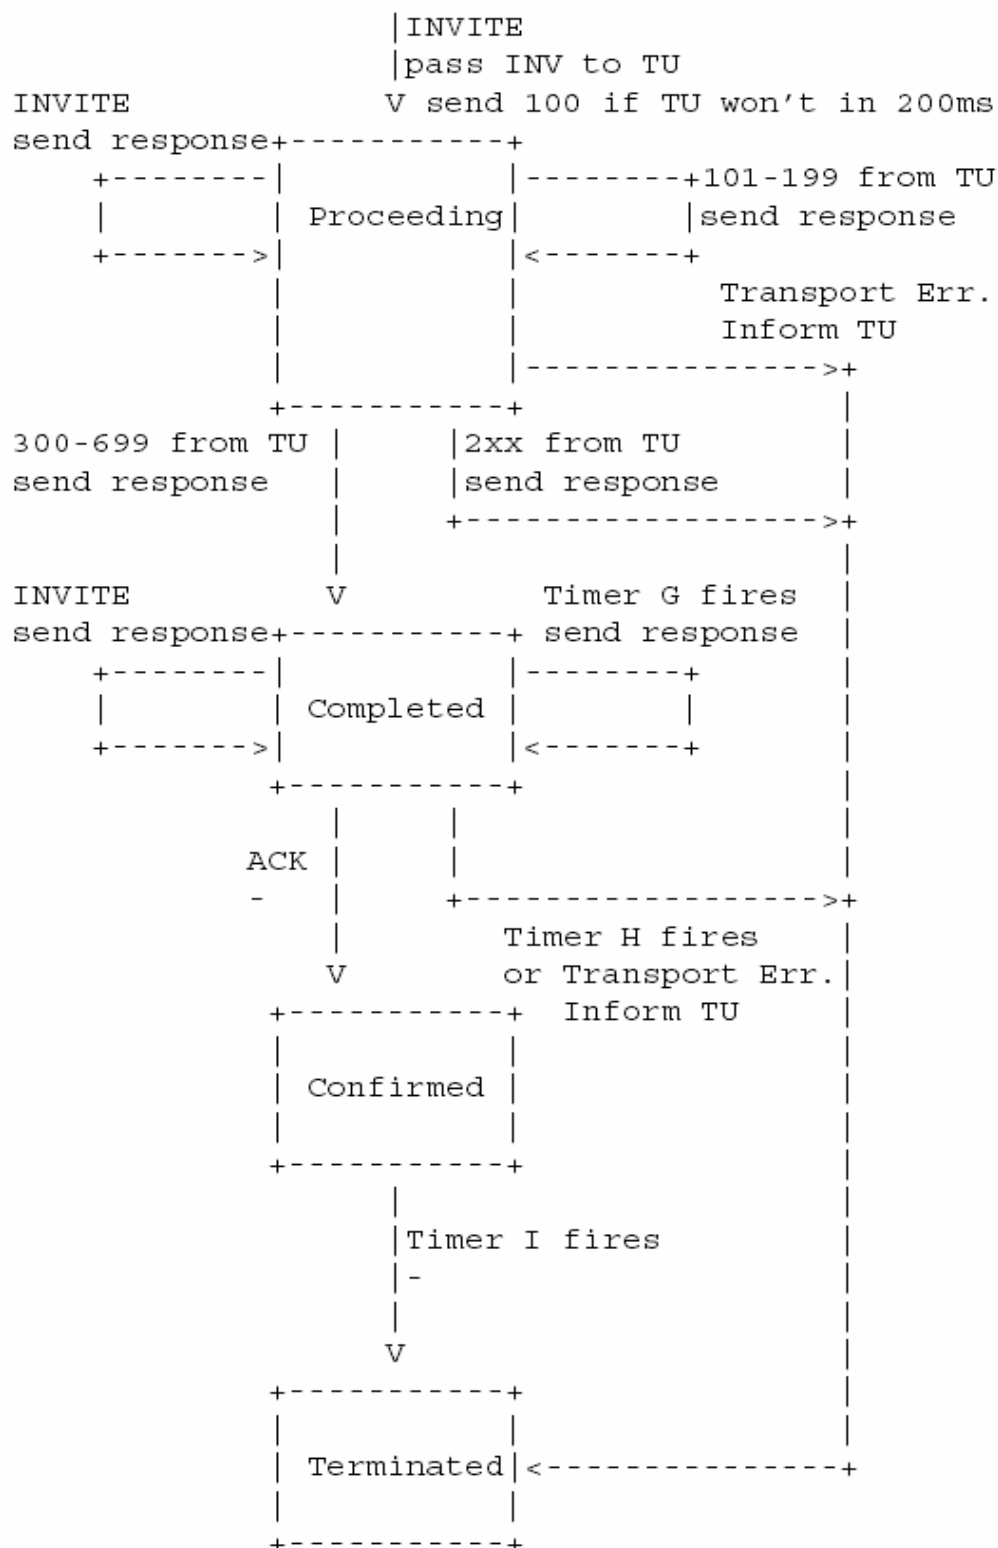 |INVITE
|pass INV to TU
INVITE             V send 100 if TU won't in 200ms
send response+-----------+
    +--------|           |--------+101-199 from TU
    |        | Proceeding|        |send response
    +------->|           |<-------+
             |           |          Transport Err.
             |           |          Inform TU
             |           |--------------->+
             +-----------+                |
300-699 from TU |     |2xx from TU        |
send response   |     |send response      |
                |     +------------------>+
                |                         |
INVITE          V          Timer G fires  |
send response+-----------+ send response  |
    +--------|           |--------+       |
    |        | Completed |        |       |
    +------->|           |<-------+       |
             +-----------+                |
                |     |                   |
            ACK |     |                   |
            -   |     +------------------>+
                |        Timer H fires    |
                V        or Transport Err.|
             +-----------+  Inform TU     |
             |           |                |
             | Confirmed |                |
             |           |                |
             +-----------+                |
                   |                      |
                   |Timer I fires         |
                   |-                     |
                   |                      |
                   V                      |
             +-----------+                |
             |           |                |
             | Terminated|<---------------+
             |           |
             +-----------+